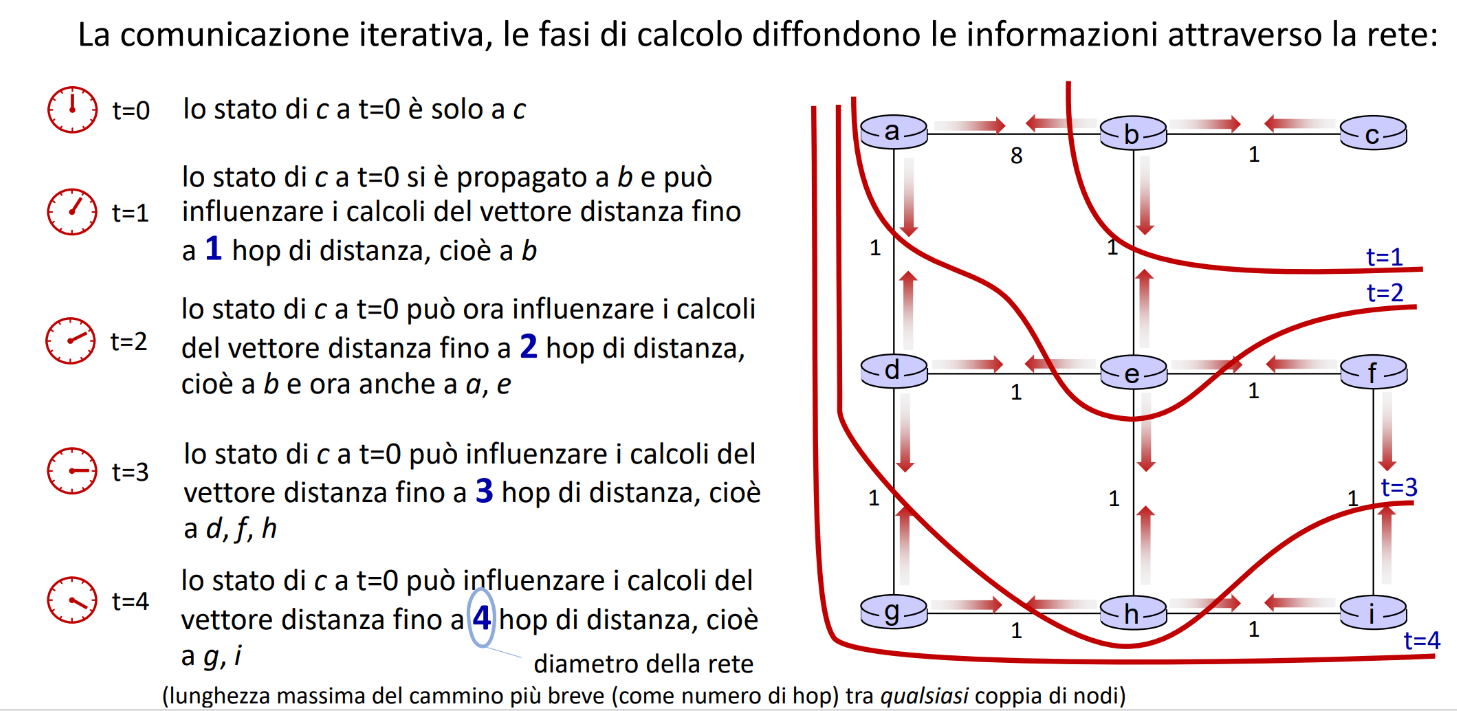 La comunicazione iterativa, le fasi di calcolo diffondono le informazioni attraverso la rete:
t=0
lo stato di c a t=0 è solo a c
t=1
lo stato di c a t=0 si è propagato a b e può
influenzare i calcoli del vettore distanza fino
a 1 hop di distanza, cioè a b
t=2
lo stato di c a t=0 può ora influenzare i calcoli
del vettore distanza fino a 2 hop di distanza,
cioè a b e ora anche a a, e
t=3
lo stato di c a t=0 può influenzare i calcoli del
vettore distanza fino a 3 hop di distanza, cioè
a d, f, h
t=4
lo stato di c a t=0 può influenzare i calcoli del
vettore distanza fino a 4 hop di distanza, cioè
a g, i
diametro della rete
(lunghezza massima del cammino più breve (come numero di hop) tra qualsiasi coppia di nodi)
a b c
8 1
1 1
t=1
t=2
d e f
1 1
t=3
1 1 1
g h i
1 1
t=4